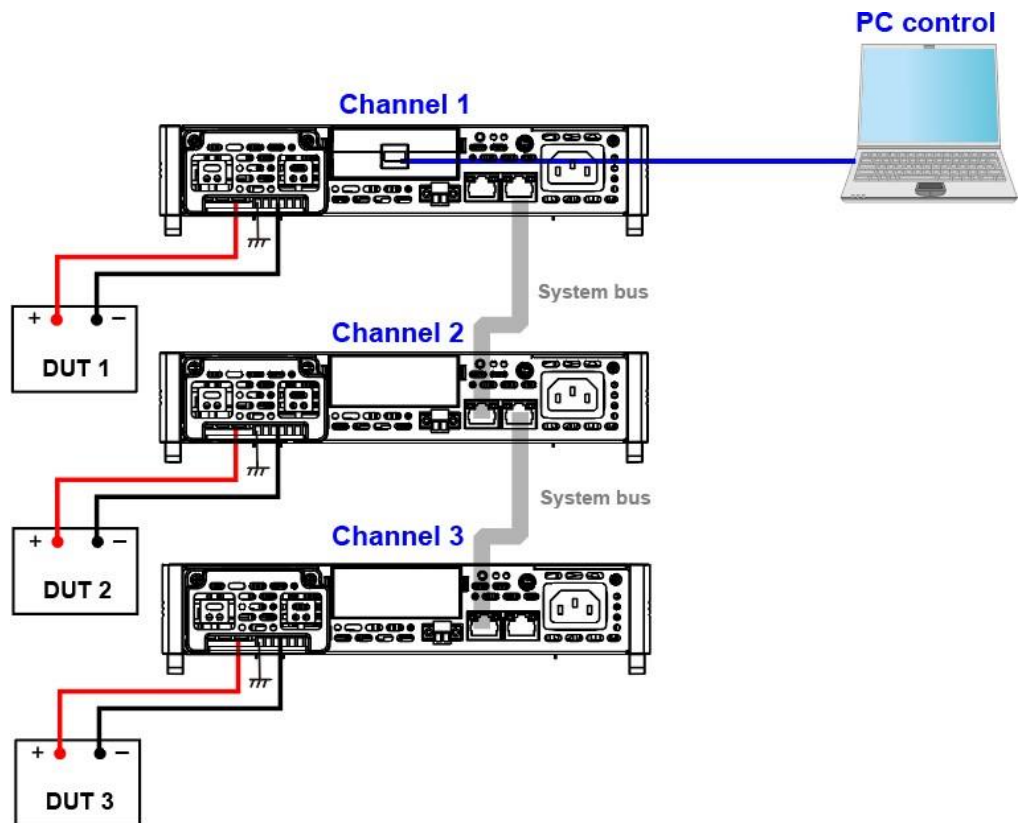 PC control
Channel 1
System bus
+ −
DUT 1
Channel 2
System bus
+ −
DUT 2
Channel 3
+ −
DUT 3